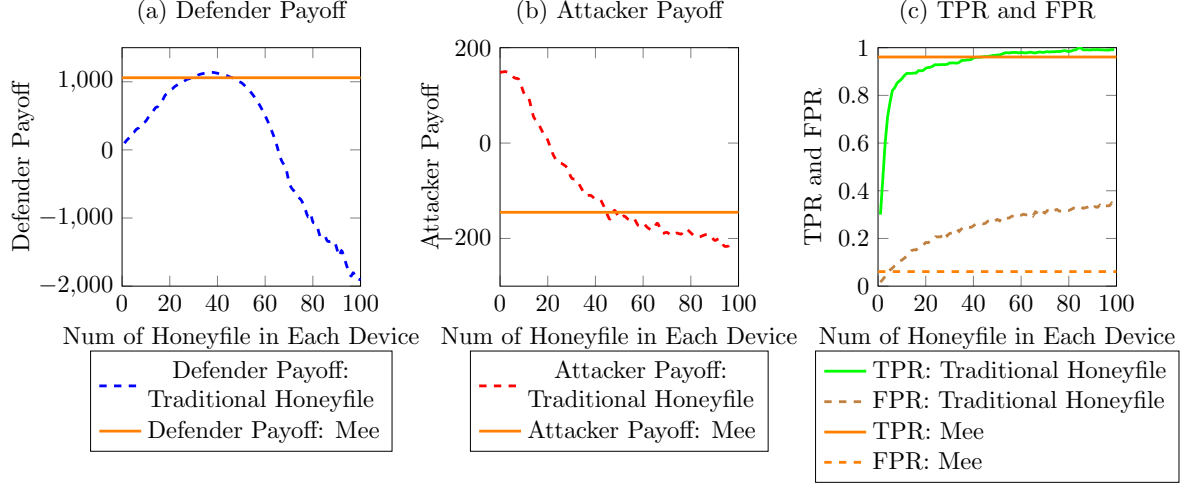 (a) Defender Payoff
1,000
0
−1,000
−2,000
Defender Payoff
0 20 40 60 80 100
Num of Honeyfile in Each Device
Defender Payoff:
Traditional Honeyfile
Defender Payoff: Mee
(b) Attacker Payoff
200
0
−200
Attacker Payoff
0 20 40 60 80 100
Num of Honeyfile in Each Device
Attacker Payoff:
Traditional Honeyfile
Attacker Payoff: Mee
(c) TPR and FPR
1
0.8
0.6
0.4
0.2
0
TPR and FPR
0 20 40 60 80 100
Num of Honeyfile in Each Device
TPR: Traditional Honeyfile
FPR: Traditional Honeyfile
TPR: Mee
FPR: Mee